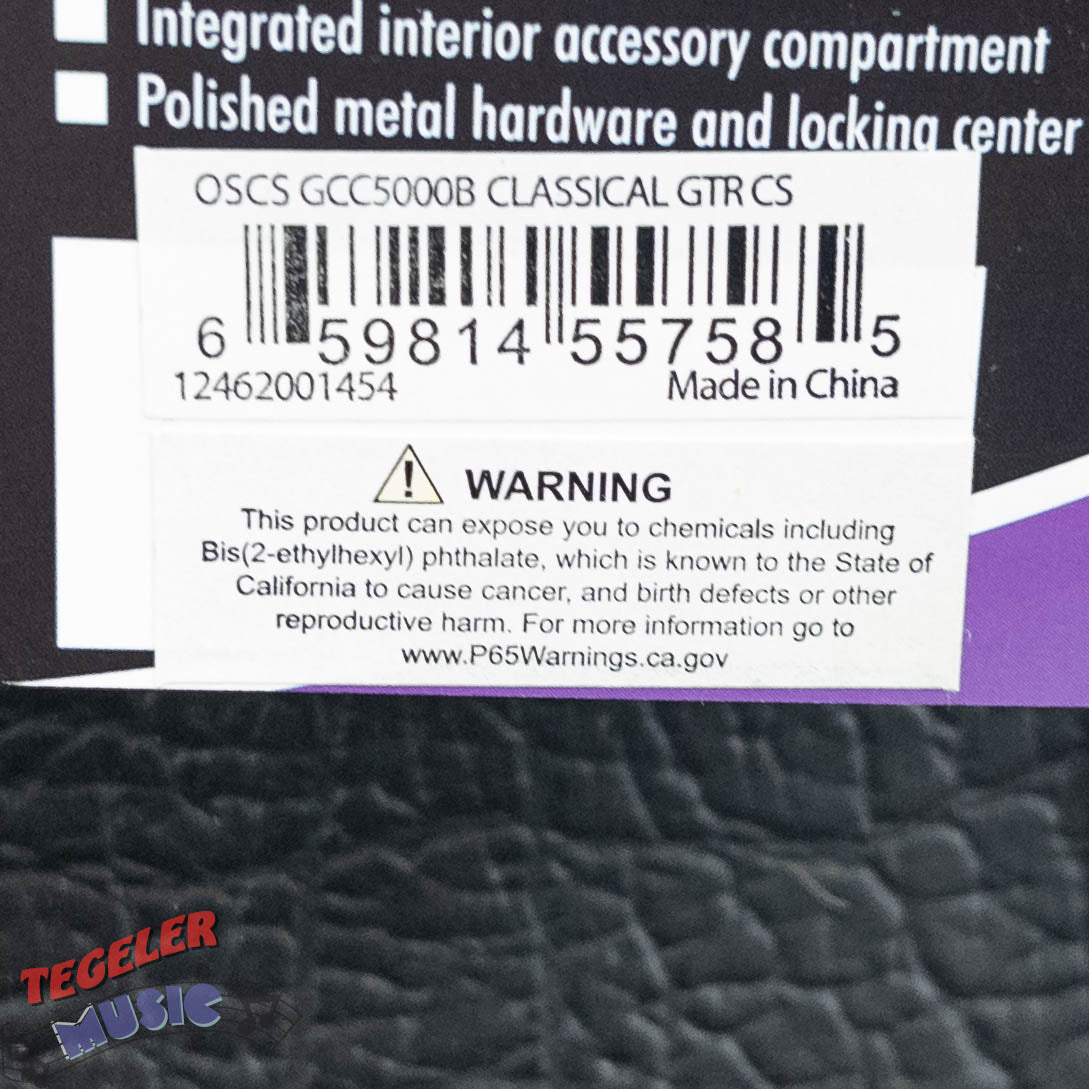 Integrated interior accessory compartment
Polished metal hardware and locking center
OSCS GCC5000B CLASSICAL GTR CS
6 59814 55758 5
12462001454 Made in China
! WARNING
This product can expose you to chemicals including
Bis(2-ethylhexyl) phthalate, which is known to the State of
California to cause cancer, and birth defects or other
reproductive harm. For more information go to
www.P65Warnings.ca.gov
TEGELER
MUSIC